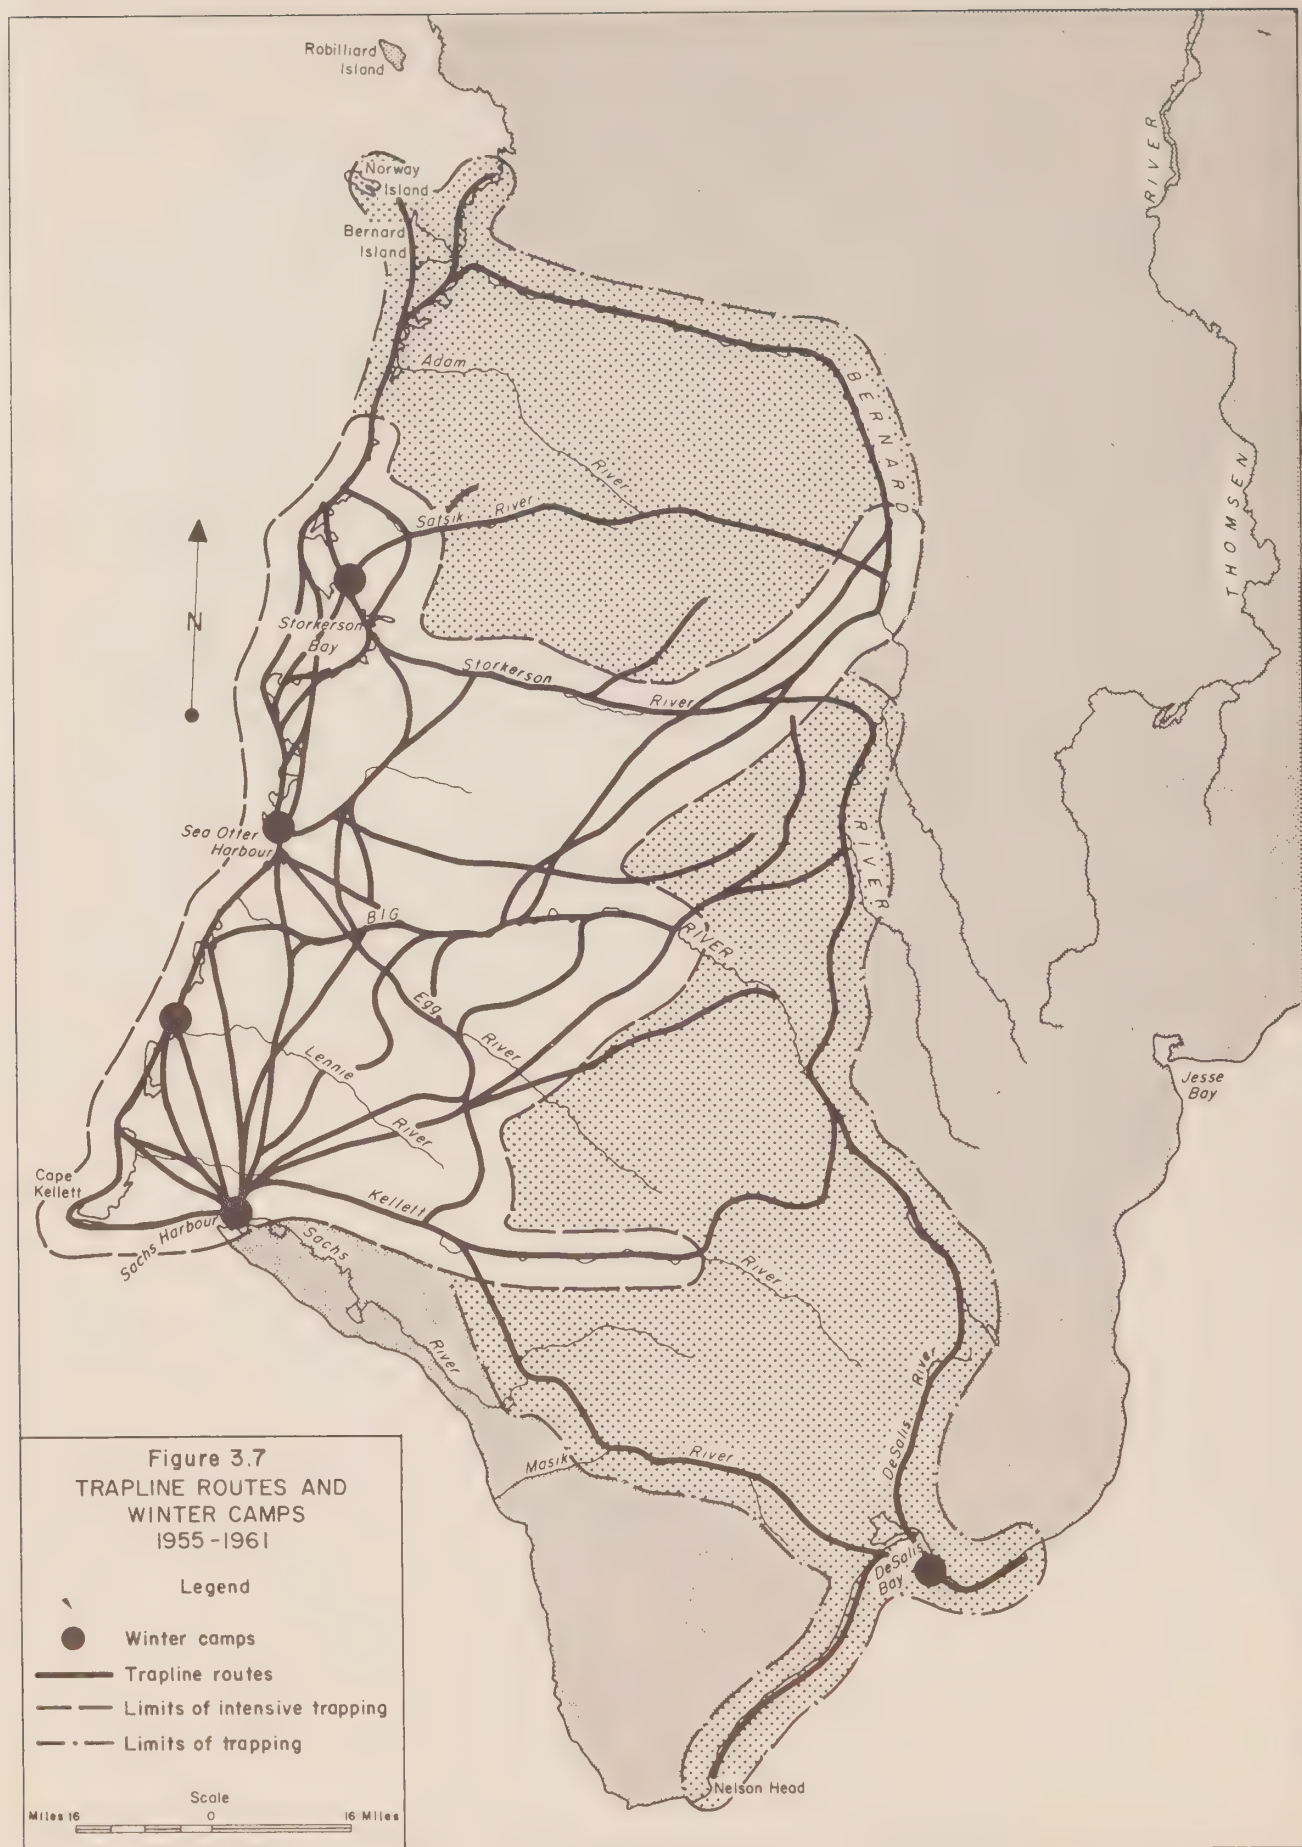 Robilliard
Island
Norway
Island
Bernard
Island
RIVER
Adam
River
BERNARD
Satsik River
THOMSEN
N
Storkerson
Bay
Storkerson
River
Sea Otter
Harbour
RIVER
BIG
RIVER
Egg
River
Lennie
River
Jesse
Bay
Cape
Kellett
Kellett
Sachs Harbour
Sachs
River
River
DeSalis River
Masik
River
DeSalis
Bay
Nelson Head
Figure 3.7
TRAPLINE ROUTES AND
WINTER CAMPS
1955-1961
Legend
Winter camps
Trapline routes
Limits of intensive trapping
Limits of trapping
Scale
Miles 16 0 16 Miles